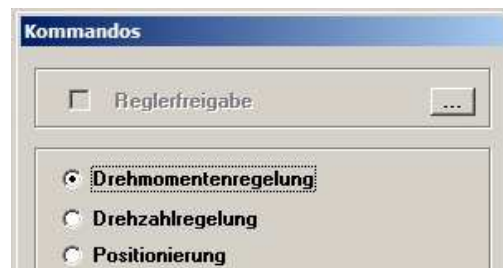 Kommandos
Reglerfreigabe
...
Drehmomentenregelung
Drehzahlregelung
Positionierung